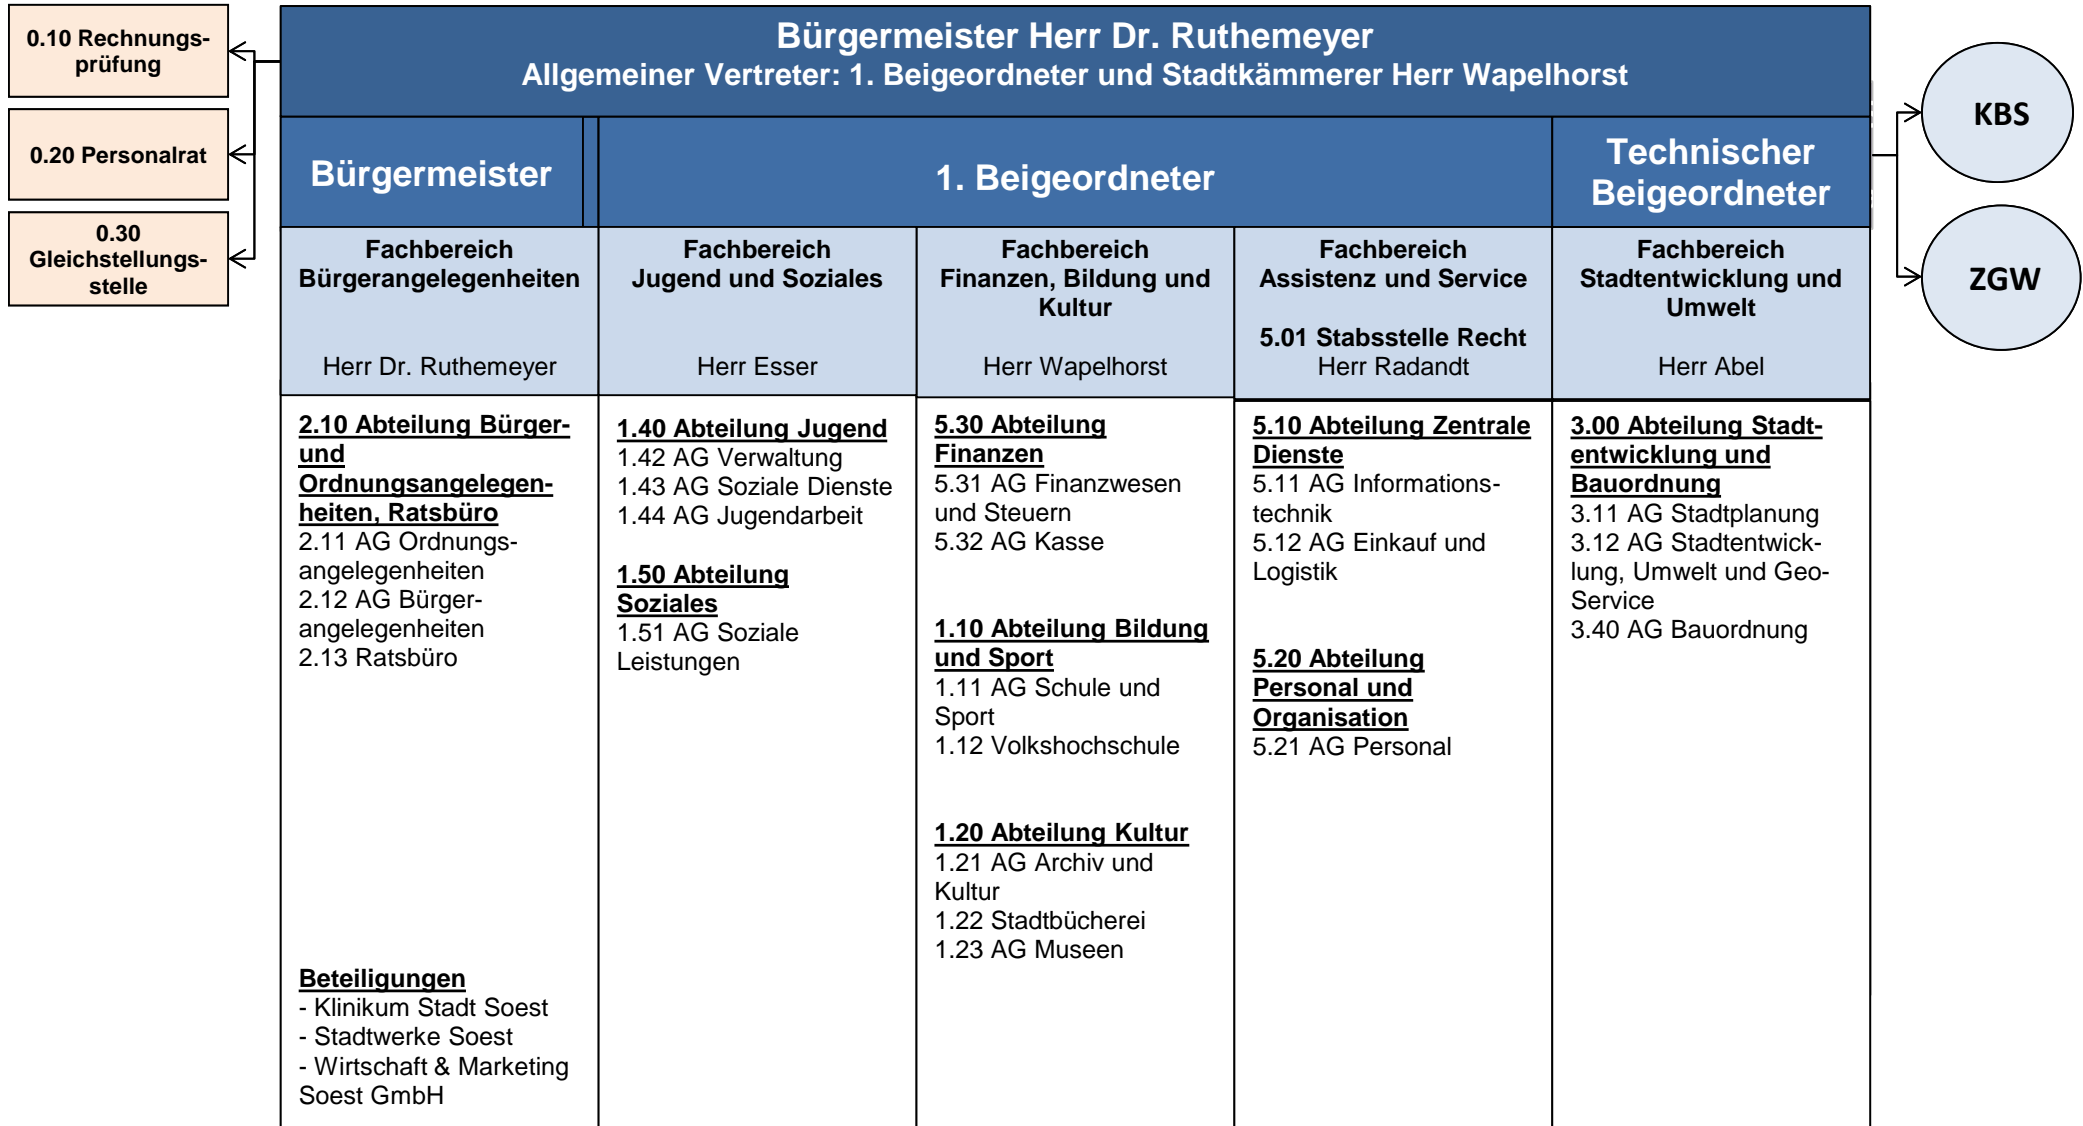 0.10 Rechnungs-
prüfung
0.20 Personalrat
0.30
Gleichstellungs-
stelle
Bürgermeister Herr Dr. Ruthemeyer
Allgemeiner Vertreter: 1. Beigeordneter und Stadtkämmerer Herr Wapelhorst
KBS
ZGW
Bürgermeister
1. Beigeordneter
Technischer
Beigeordneter
Fachbereich
Bürgerangelegenheiten
Herr Dr. Ruthemeyer
Fachbereich
Jugend und Soziales
Herr Esser
Fachbereich
Finanzen, Bildung und
Kultur
Herr Wapelhorst
Fachbereich
Assistenz und Service
5.01 Stabsstelle Recht
Herr Radandt
Fachbereich
Stadtentwicklung und
Umwelt
Herr Abel
2.10 Abteilung Bürger-
und
Ordnungsangelegen-
heiten, Ratsbüro
2.11 AG Ordnungs-
angelegenheiten
2.12 AG Bürger-
angelegenheiten
2.13 Ratsbüro
Beteiligungen
- Klinikum Stadt Soest
- Stadtwerke Soest
- Wirtschaft & Marketing
Soest GmbH
1.40 Abteilung Jugend
1.42 AG Verwaltung
1.43 AG Soziale Dienste
1.44 AG Jugendarbeit
1.50 Abteilung
Soziales
1.51 AG Soziale
Leistungen
5.30 Abteilung
Finanzen
5.31 AG Finanzwesen
und Steuern
5.32 AG Kasse
1.10 Abteilung Bildung
und Sport
1.11 AG Schule und
Sport
1.12 Volkshochschule
1.20 Abteilung Kultur
1.21 AG Archiv und
Kultur
1.22 Stadtbücherei
1.23 AG Museen
5.10 Abteilung Zentrale
Dienste
5.11 AG Informations-
technik
5.12 AG Einkauf und
Logistik
5.20 Abteilung
Personal und
Organisation
5.21 AG Personal
3.00 Abteilung Stadt-
entwicklung und
Bauordnung
3.11 AG Stadtplanung
3.12 AG Stadtentwick-
lung, Umwelt und Geo-
Service
3.40 AG Bauordnung